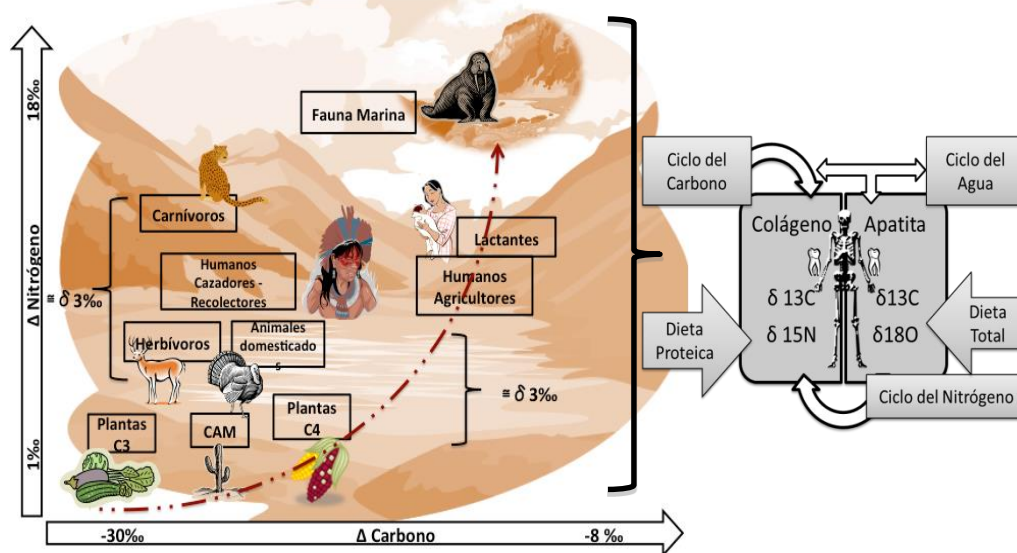 18‰
Δ Nitrógeno
1‰
≅ δ 3‰
Fauna Marina
Carnívoros
Lactantes
Humanos
Cazadores -
Recolectores
Humanos
Agricultores
Herbívoros
Animales
domesticado
s
≅ δ 3‰
Plantas
C3
CAM
Plantas
C4
-30‰
Δ Carbono
-8 ‰
Ciclo del
Carbono
Ciclo del
Agua
Colágeno
Apatita
δ 13C
δ 15N
δ13C
δ18O
Dieta
Proteica
Dieta
Total
Ciclo del Nitrógeno